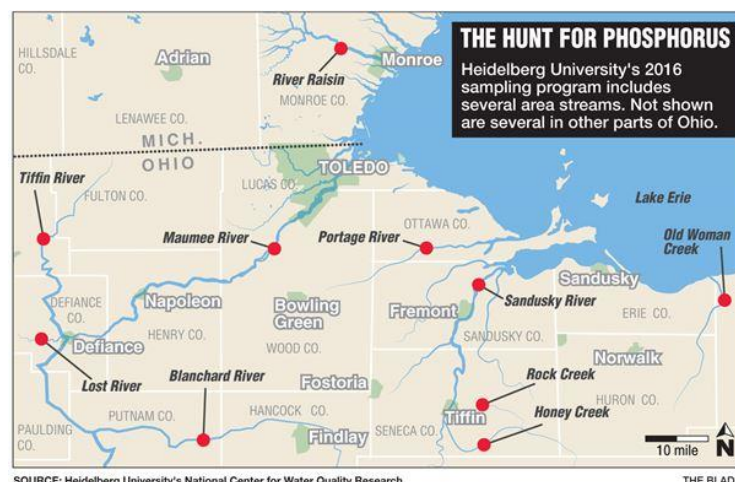 THE HUNT FOR PHOSPHORUS
Heidelberg University's 2016
sampling program includes
several area streams. Not shown
are several in other parts of Ohio.
HILLSDALE
CO.
Adrian
River Raisin
Monroe
MONROE CO.
LENAWEE CO.
MICH.
OHIO
Tiffin River
FULTON CO.
LUCAS CO.
TOLEDO
Lake Erie
Maumee River
Portage River
OTTAWA CO.
Old Woman
Creek
DEFIANCE
CO.
Napoleon
Bowling
Green
Fremont
Sandusky
Sandusky River
ERIE CO.
HENRY CO.
WOOD CO.
SANDUSKY CO.
Defiance
Lost River
Blanchard River
Norwalk
Rock Creek
HURON CO.
Fostoria
PAULDING
CO.
PUTNAM CO.
HANCOCK CO.
Findlay
SENECA CO.
Tiffin
Honey Creek
10 mile
N
SOURCE: Heidelberg University's National Center for Water Quality Research
THE BLAD